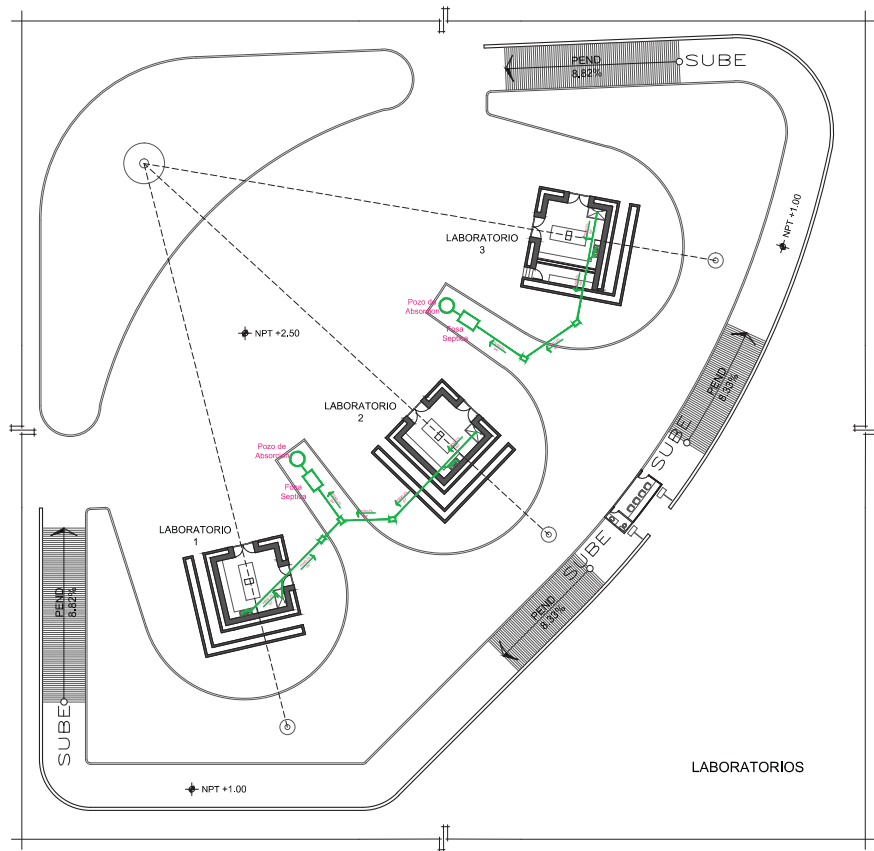 PEND
8.82%
SUBE
NPT +1.00
LABORATORIO
3
Pozo de
Absorcion
Fosa
Septica
NPT +2.50
PEND
8.33%
SUBE
LABORATORIO
2
Pozo de
Absorcion
Fosa
Septica
LABORATORIO
1
SUBE
PEND
8.33%
PEND
8.82%
SUBE
NPT +1.00
LABORATORIOS